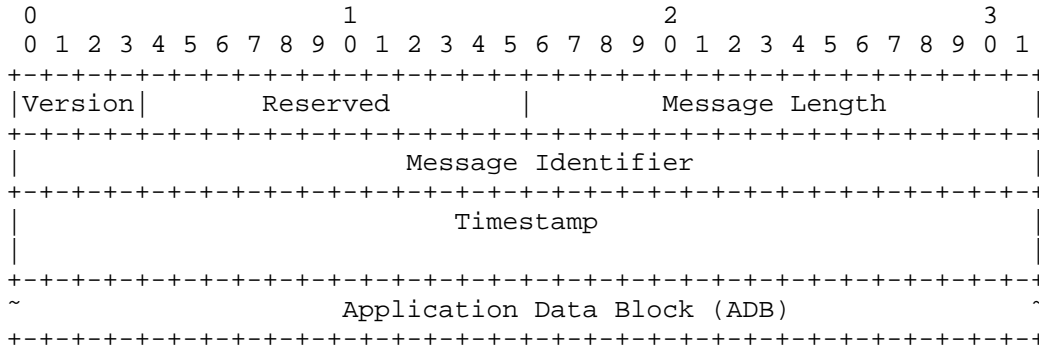 0                   1                   2                   3
 0 1 2 3 4 5 6 7 8 9 0 1 2 3 4 5 6 7 8 9 0 1 2 3 4 5 6 7 8 9 0 1
+-+-+-+-+-+-+-+-+-+-+-+-+-+-+-+-+-+-+-+-+-+-+-+-+-+-+-+-+-+-+-+-+
|Version|       Reserved        |        Message Length         |
+-+-+-+-+-+-+-+-+-+-+-+-+-+-+-+-+-+-+-+-+-+-+-+-+-+-+-+-+-+-+-+-+
|                        Message Identifier                     |
+-+-+-+-+-+-+-+-+-+-+-+-+-+-+-+-+-+-+-+-+-+-+-+-+-+-+-+-+-+-+-+-+
|                           Timestamp                           |
|                                                               |
+-+-+-+-+-+-+-+-+-+-+-+-+-+-+-+-+-+-+-+-+-+-+-+-+-+-+-+-+-+-+-+-+
~                    Application Data Block (ADB)               ~
+-+-+-+-+-+-+-+-+-+-+-+-+-+-+-+-+-+-+-+-+-+-+-+-+-+-+-+-+-+-+-+-+